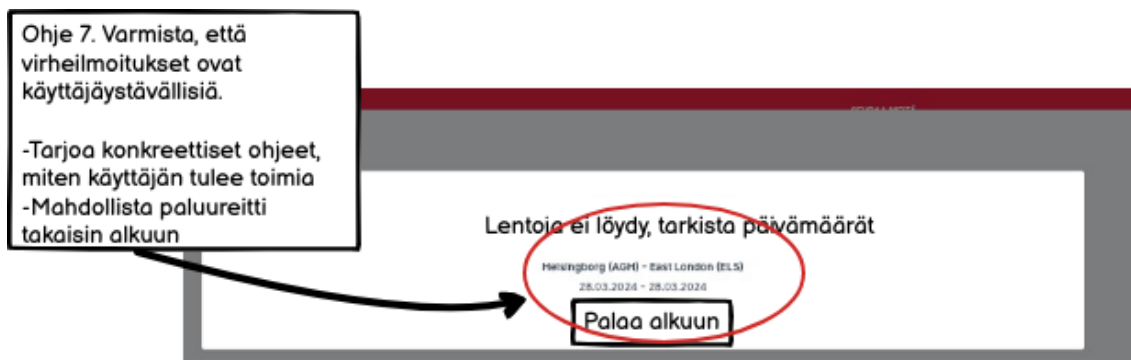 Ohje 7. Varmista, että
virheilmoitukset ovat
käyttäjäystävällisiä.
-Tarjoa konkreettiset ohjeet,
miten käyttäjän tulee toimia
-Mahdollista paluureitti
takaisin alkuun
Lentoja ei löydy, tarkista päivämäärät
Helsingborg (AGH) - East London (ELS)
28.03.2024 - 28.03.2024
Palaa alkuun